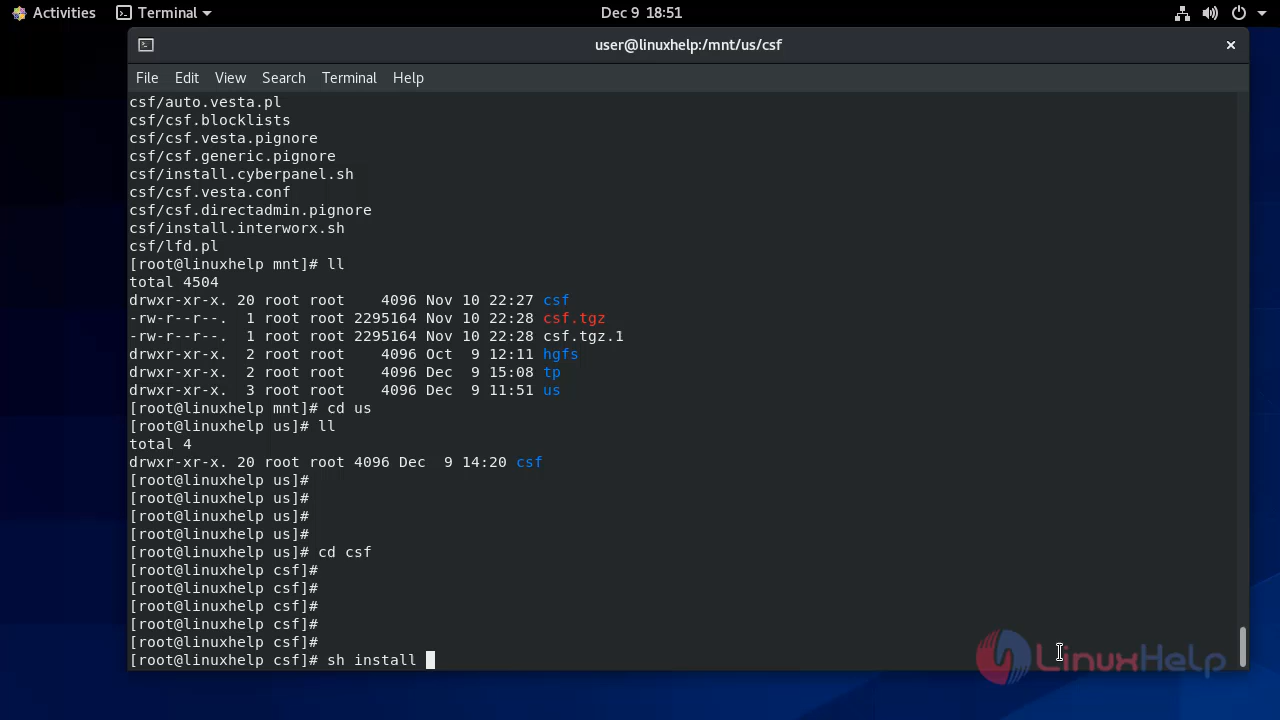 Activities Terminal Dec 9 18:51
user@linuxhelp:/mnt/us/csf ×
File Edit View Search Terminal Help
csf/auto.vesta.pl
csf/csf.blocklists
csf/csf.vesta.pignore
csf/csf.generic.pignore
csf/install.cyberpanel.sh
csf/csf.vesta.conf
csf/csf.directadmin.pignore
csf/install.interworx.sh
csf/lfd.pl
[root@linuxhelp mnt]# ll
total 4504
drwxr-xr-x. 20 root root    4096 Nov 10 22:27 csf
-rw-r--r--.  1 root root 2295164 Nov 10 22:28 csf.tgz
-rw-r--r--.  1 root root 2295164 Nov 10 22:28 csf.tgz.1
drwxr-xr-x.  2 root root    4096 Oct  9 12:11 hgfs
drwxr-xr-x.  2 root root    4096 Dec  9 15:08 tp
drwxr-xr-x.  3 root root    4096 Dec  9 11:51 us
[root@linuxhelp mnt]# cd us
[root@linuxhelp us]# ll
total 4
drwxr-xr-x. 20 root root 4096 Dec  9 14:20 csf
[root@linuxhelp us]#
[root@linuxhelp us]#
[root@linuxhelp us]#
[root@linuxhelp us]#
[root@linuxhelp us]# cd csf
[root@linuxhelp csf]#
[root@linuxhelp csf]#
[root@linuxhelp csf]#
[root@linuxhelp csf]#
[root@linuxhelp csf]#
[root@linuxhelp csf]# sh install
LinuxHelp